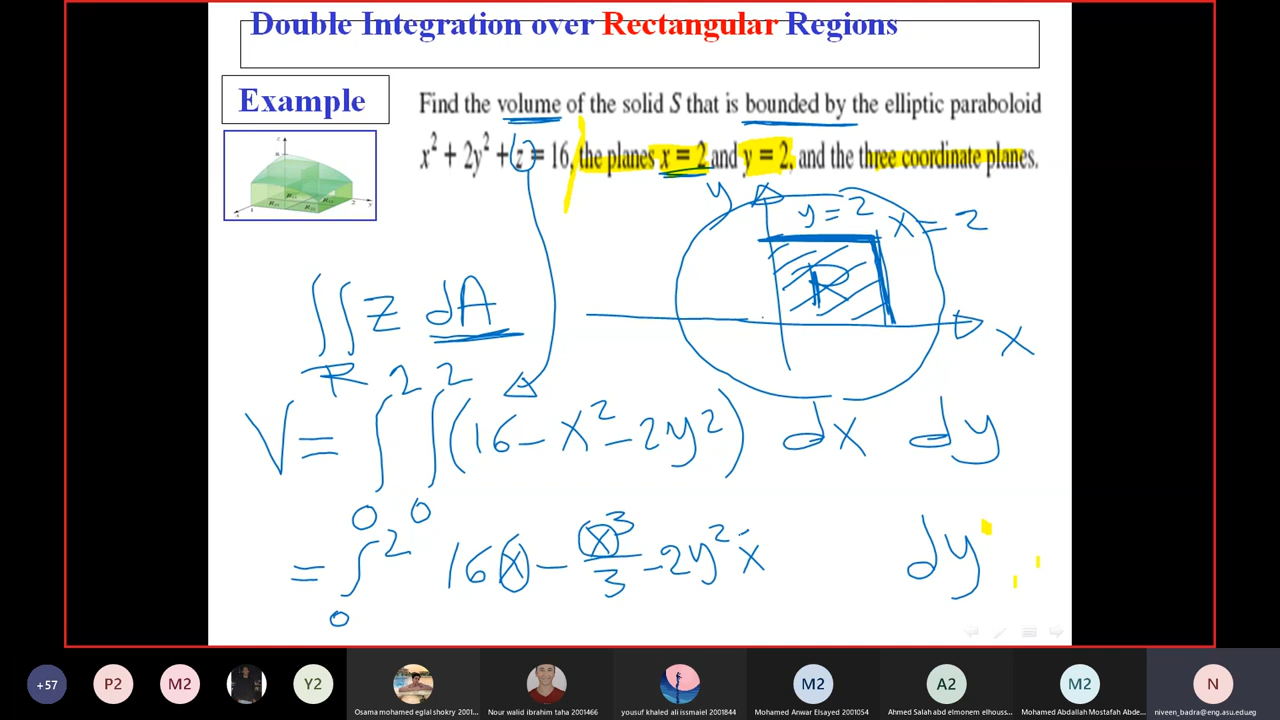 Double Integration over Rectangular Regions
Example
Find the volume of the solid S that is bounded by the elliptic paraboloid
x² + 2y² + z = 16, the planes x = 2 and y = 2, and the three coordinate planes.
y
y = 2
x = 2
R
x
∬ z dA
R
V = ∫₀² ∫₀² (16 - x² - 2y²) dx dy
= ∫₀² 16x - x³/3 - 2y²x dy
+57
P2
M2
Y2
M2
A2
M2
N
Osama mohamed eglal shokry 2001...
Nour walid ibrahim taha 2001466
yousuf khaled ali issmaiel 2001844
Mohamed Anwar Elsayed 2001054
Ahmed Salah abd elmonem elhouss...
Mohamed Abdallah Mostafah Abde...
niveen_badra@eng.asu.edueg